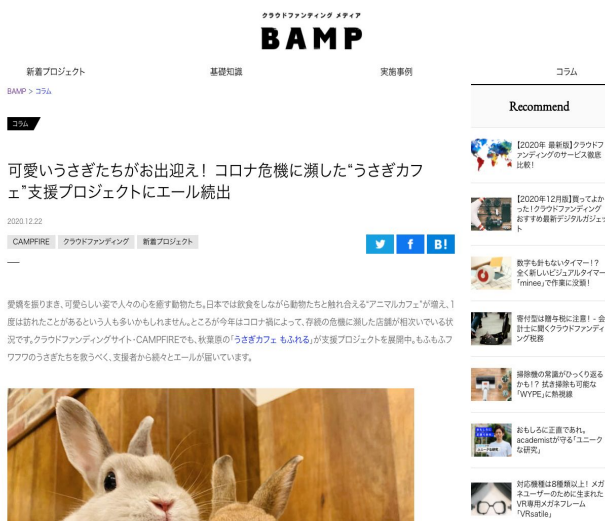 クラウドファンディング メディア
BAMP
新着プロジェクト
基礎知識
実施事例
コラム
BAMP > コラム
コラム
可愛いうさぎたちがお出迎え！ コロナ危機に瀕した“うさぎカフ
ェ”支援プロジェクトにエール続出
2020.12.22
CAMPFIRE
クラウドファンディング
新着プロジェクト
f
B!
愛嬌を振りまき、可愛らしい姿で人々の心を癒す動物たち。日本では飲食をしながら動物たちと触れ合える“アニマルカフェ”が増え、1
度は訪れたことがあるという人も多いかもしれません。ところが今年はコロナ禍によって、存続の危機に瀕した店舗が相次いでいる状
況です。クラウドファンディングサイト・CAMPFIREでも、秋葉原の「うさぎカフェ もふれる」が支援プロジェクトを展開中。もふもふフ
ワフワのうさぎたちを救うべく、支援者から続々とエールが届いています。
Recommend
【2020年 最新版】クラウドフ
ァンディングのサービス徹底
比較！
【2020年12月版】買ってよか
った！クラウドファンディング
おすすめ最新デジタルガジェッ
ト
数字も針もないタイマー！？
全く新しいビジュアルタイマー
「minee」で作業に没頭！
寄付型は贈与税に注意！ - 会
計士に聞くクラウドファンディ
ング税務
掃除機の常識がひっくり返る
かも！？ 拭き掃除も可能な
「WYPE」に熱視線
おもしろに正直であれ。
academistが守る「ユニーク
な研究」
対応機種は8種類以上！ メガ
ネユーザーのために生まれた
VR専用メガネフレーム
「VRsatile」